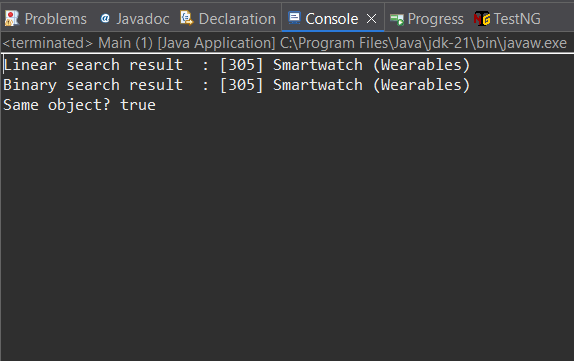 Problems Javadoc Declaration Console Progress TestNG
<terminated> Main (1) [Java Application] C:\Program Files\Java\jdk-21\bin\javaw.exe
Linear search result  : [305] Smartwatch (Wearables)
Binary search result  : [305] Smartwatch (Wearables)
Same object? true